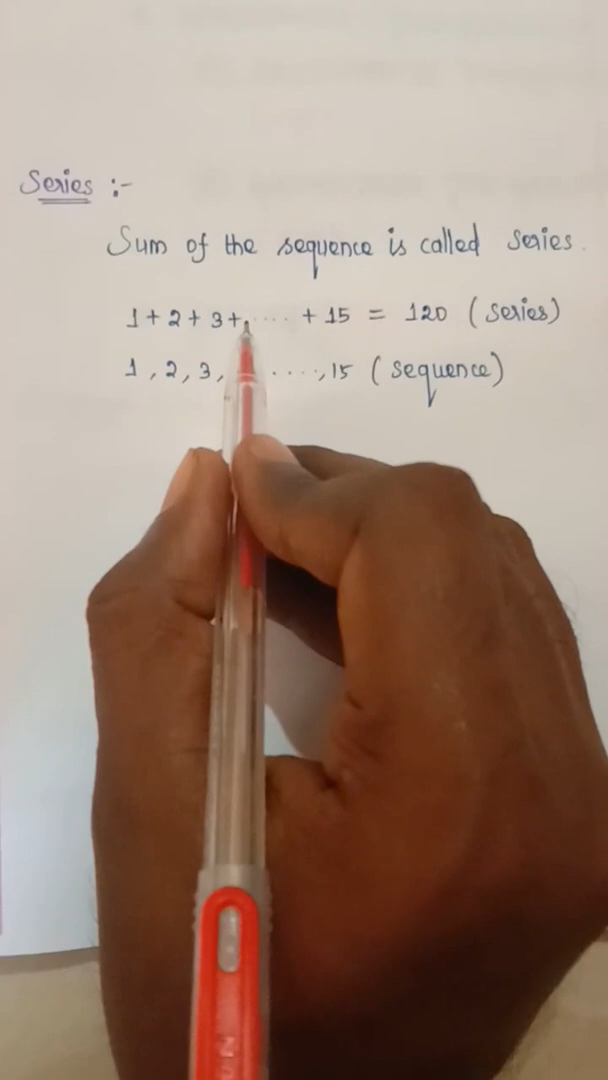 Series :-
Sum of the sequence is called series.
1 + 2 + 3 + ..... + 15 = 120 (series)
1, 2, 3, ....., 15 (sequence)